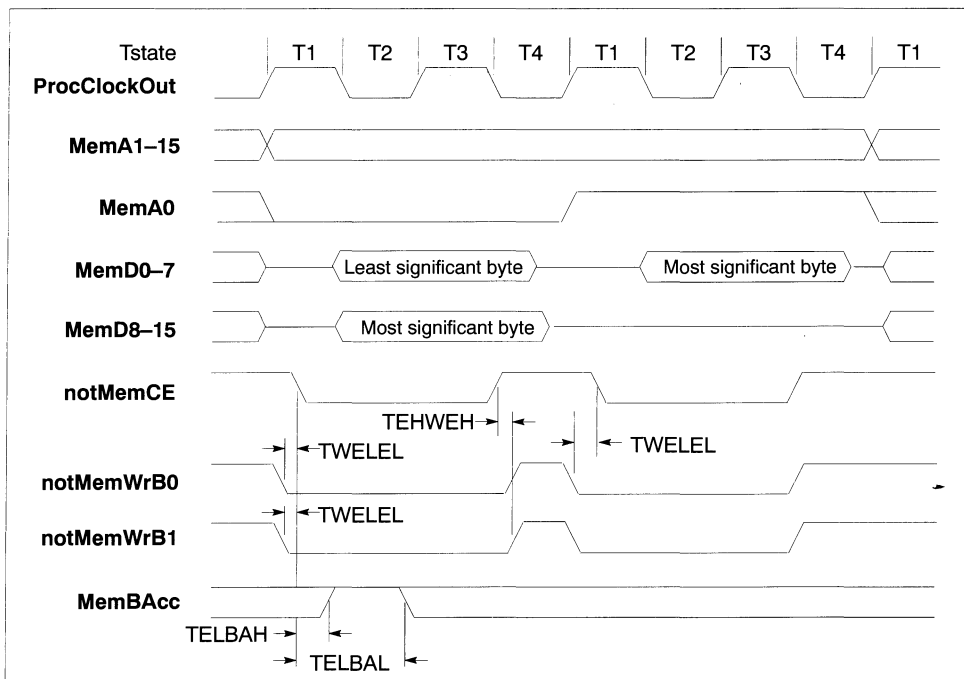 Tstate T1 T2 T3 T4 T1 T2 T3 T4 T1
ProcClockOut
MemA1–15
MemA0
MemD0–7 Least significant byte Most significant byte
MemD8–15 Most significant byte
notMemCE
TEHWEH TWELEL
TWELEL
notMemWrB0
TWELEL
notMemWrB1
MemBAcc
TELBAH
TELBAL